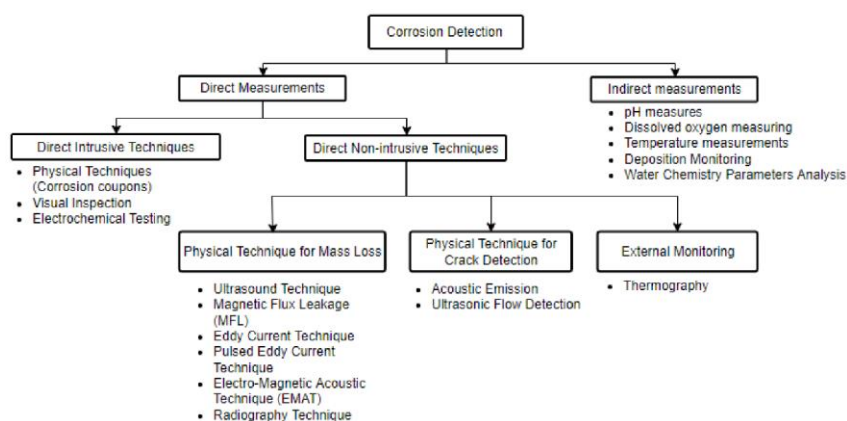 Corrosion Detection
Direct Measurements
Indirect measurements
• pH measures
• Dissolved oxygen measuring
• Temperature measurements
• Deposition Monitoring
• Water Chemistry Parameters Analysis
Direct Intrusive Techniques
• Physical Techniques
(Corrosion coupons)
• Visual Inspection
• Electrochemical Testing
Direct Non-intrusive Techniques
Physical Technique for Mass Loss
• Ultrasound Technique
• Magnetic Flux Leakage
(MFL)
• Eddy Current Technique
• Pulsed Eddy Current
Technique
• Electro-Magnetic Acoustic
Technique (EMAT)
• Radiography Technique
Physical Technique for
Crack Detection
• Acoustic Emission
• Ultrasonic Flow Detection
External Monitoring
• Thermography